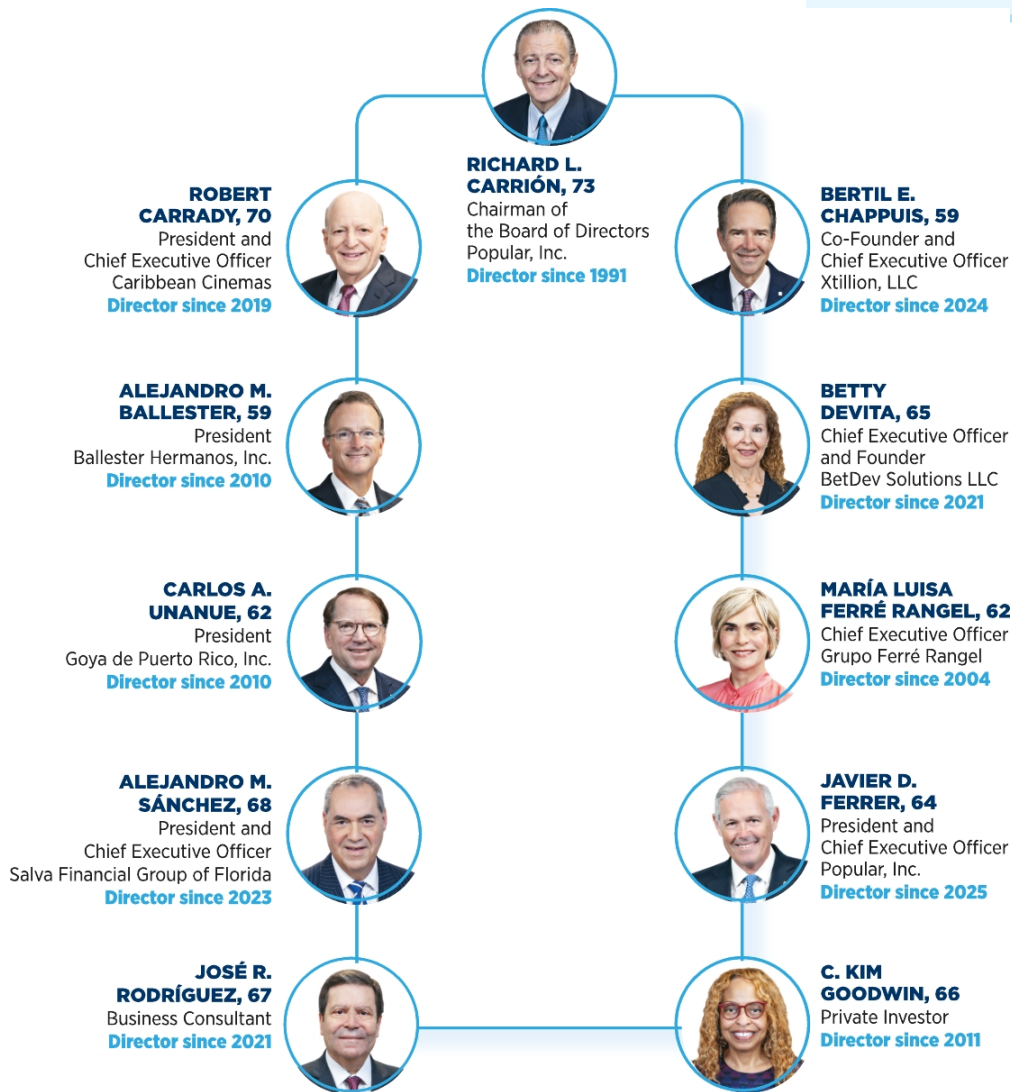 RICHARD L.
CARRIÓN, 73
Chairman of
the Board of Directors
Popular, Inc.
Director since 1991
ROBERT
CARRADY, 70
President and
Chief Executive Officer
Caribbean Cinemas
Director since 2019
BERTIL E.
CHAPPUIS, 59
Co-Founder and
Chief Executive Officer
Xtillion, LLC
Director since 2024
ALEJANDRO M.
BALLESTER, 59
President
Ballester Hermanos, Inc.
Director since 2010
BETTY
DEVITA, 65
Chief Executive Officer
and Founder
BetDev Solutions LLC
Director since 2021
CARLOS A.
UNANUE, 62
President
Goya de Puerto Rico, Inc.
Director since 2010
MARÍA LUISA
FERRÉ RANGEL, 62
Chief Executive Officer
Grupo Ferré Rangel
Director since 2004
ALEJANDRO M.
SÁNCHEZ, 68
President and
Chief Executive Officer
Salva Financial Group of Florida
Director since 2023
JAVIER D.
FERRER, 64
President and
Chief Executive Officer
Popular, Inc.
Director since 2025
JOSÉ R.
RODRÍGUEZ, 67
Business Consultant
Director since 2021
C. KIM
GOODWIN, 66
Private Investor
Director since 2011